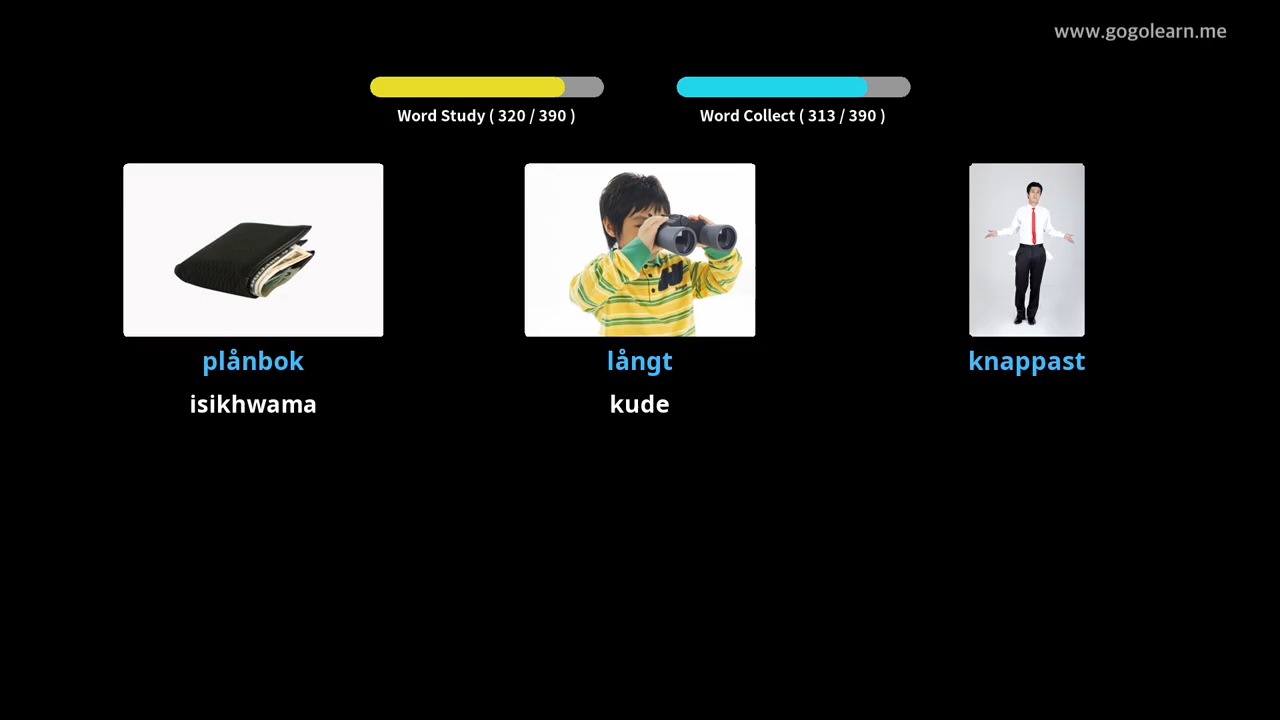 www.gogolearn.me
Word Study ( 320 / 390 )
Word Collect ( 313 / 390 )
plånbok
långt
knappast
isikhwama
kude